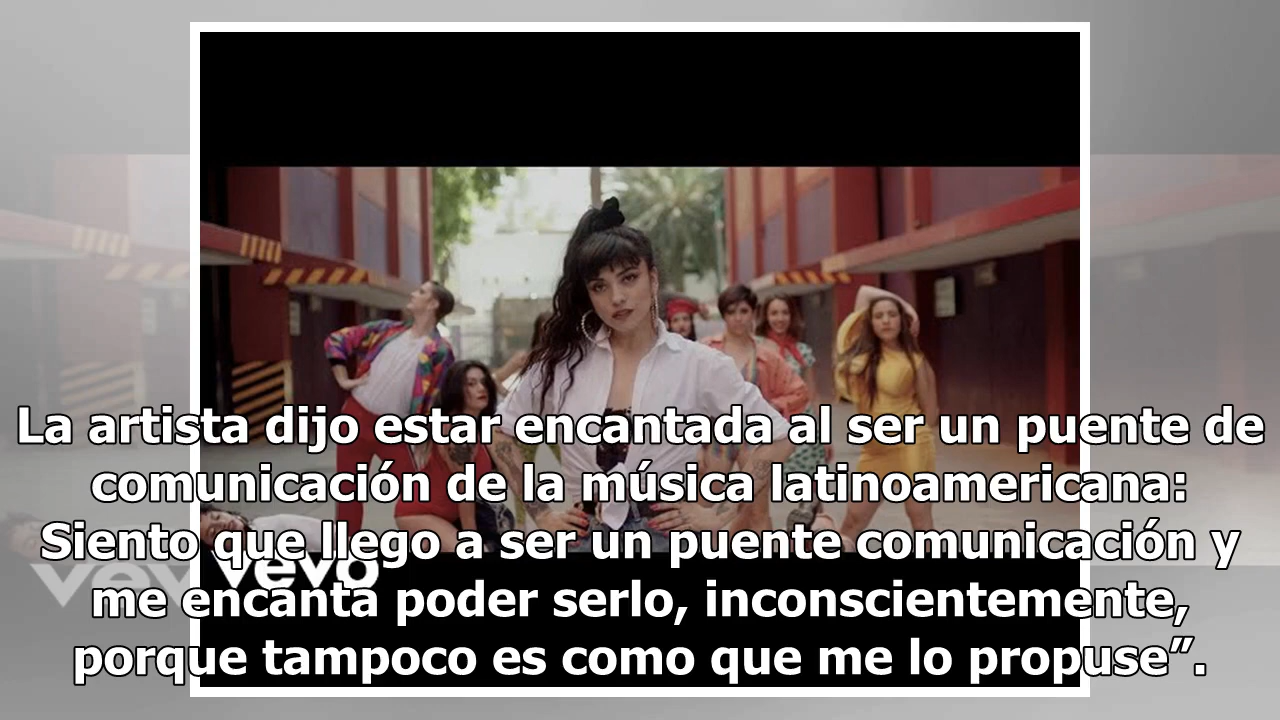 La artista dijo estar encantada al ser un puente de
comunicación de la música latinoamericana:
Siento que llego a ser un puente comunicación y
vevo
me encanta poder serlo, inconscientemente,
porque tampoco es como que me lo propuse”.